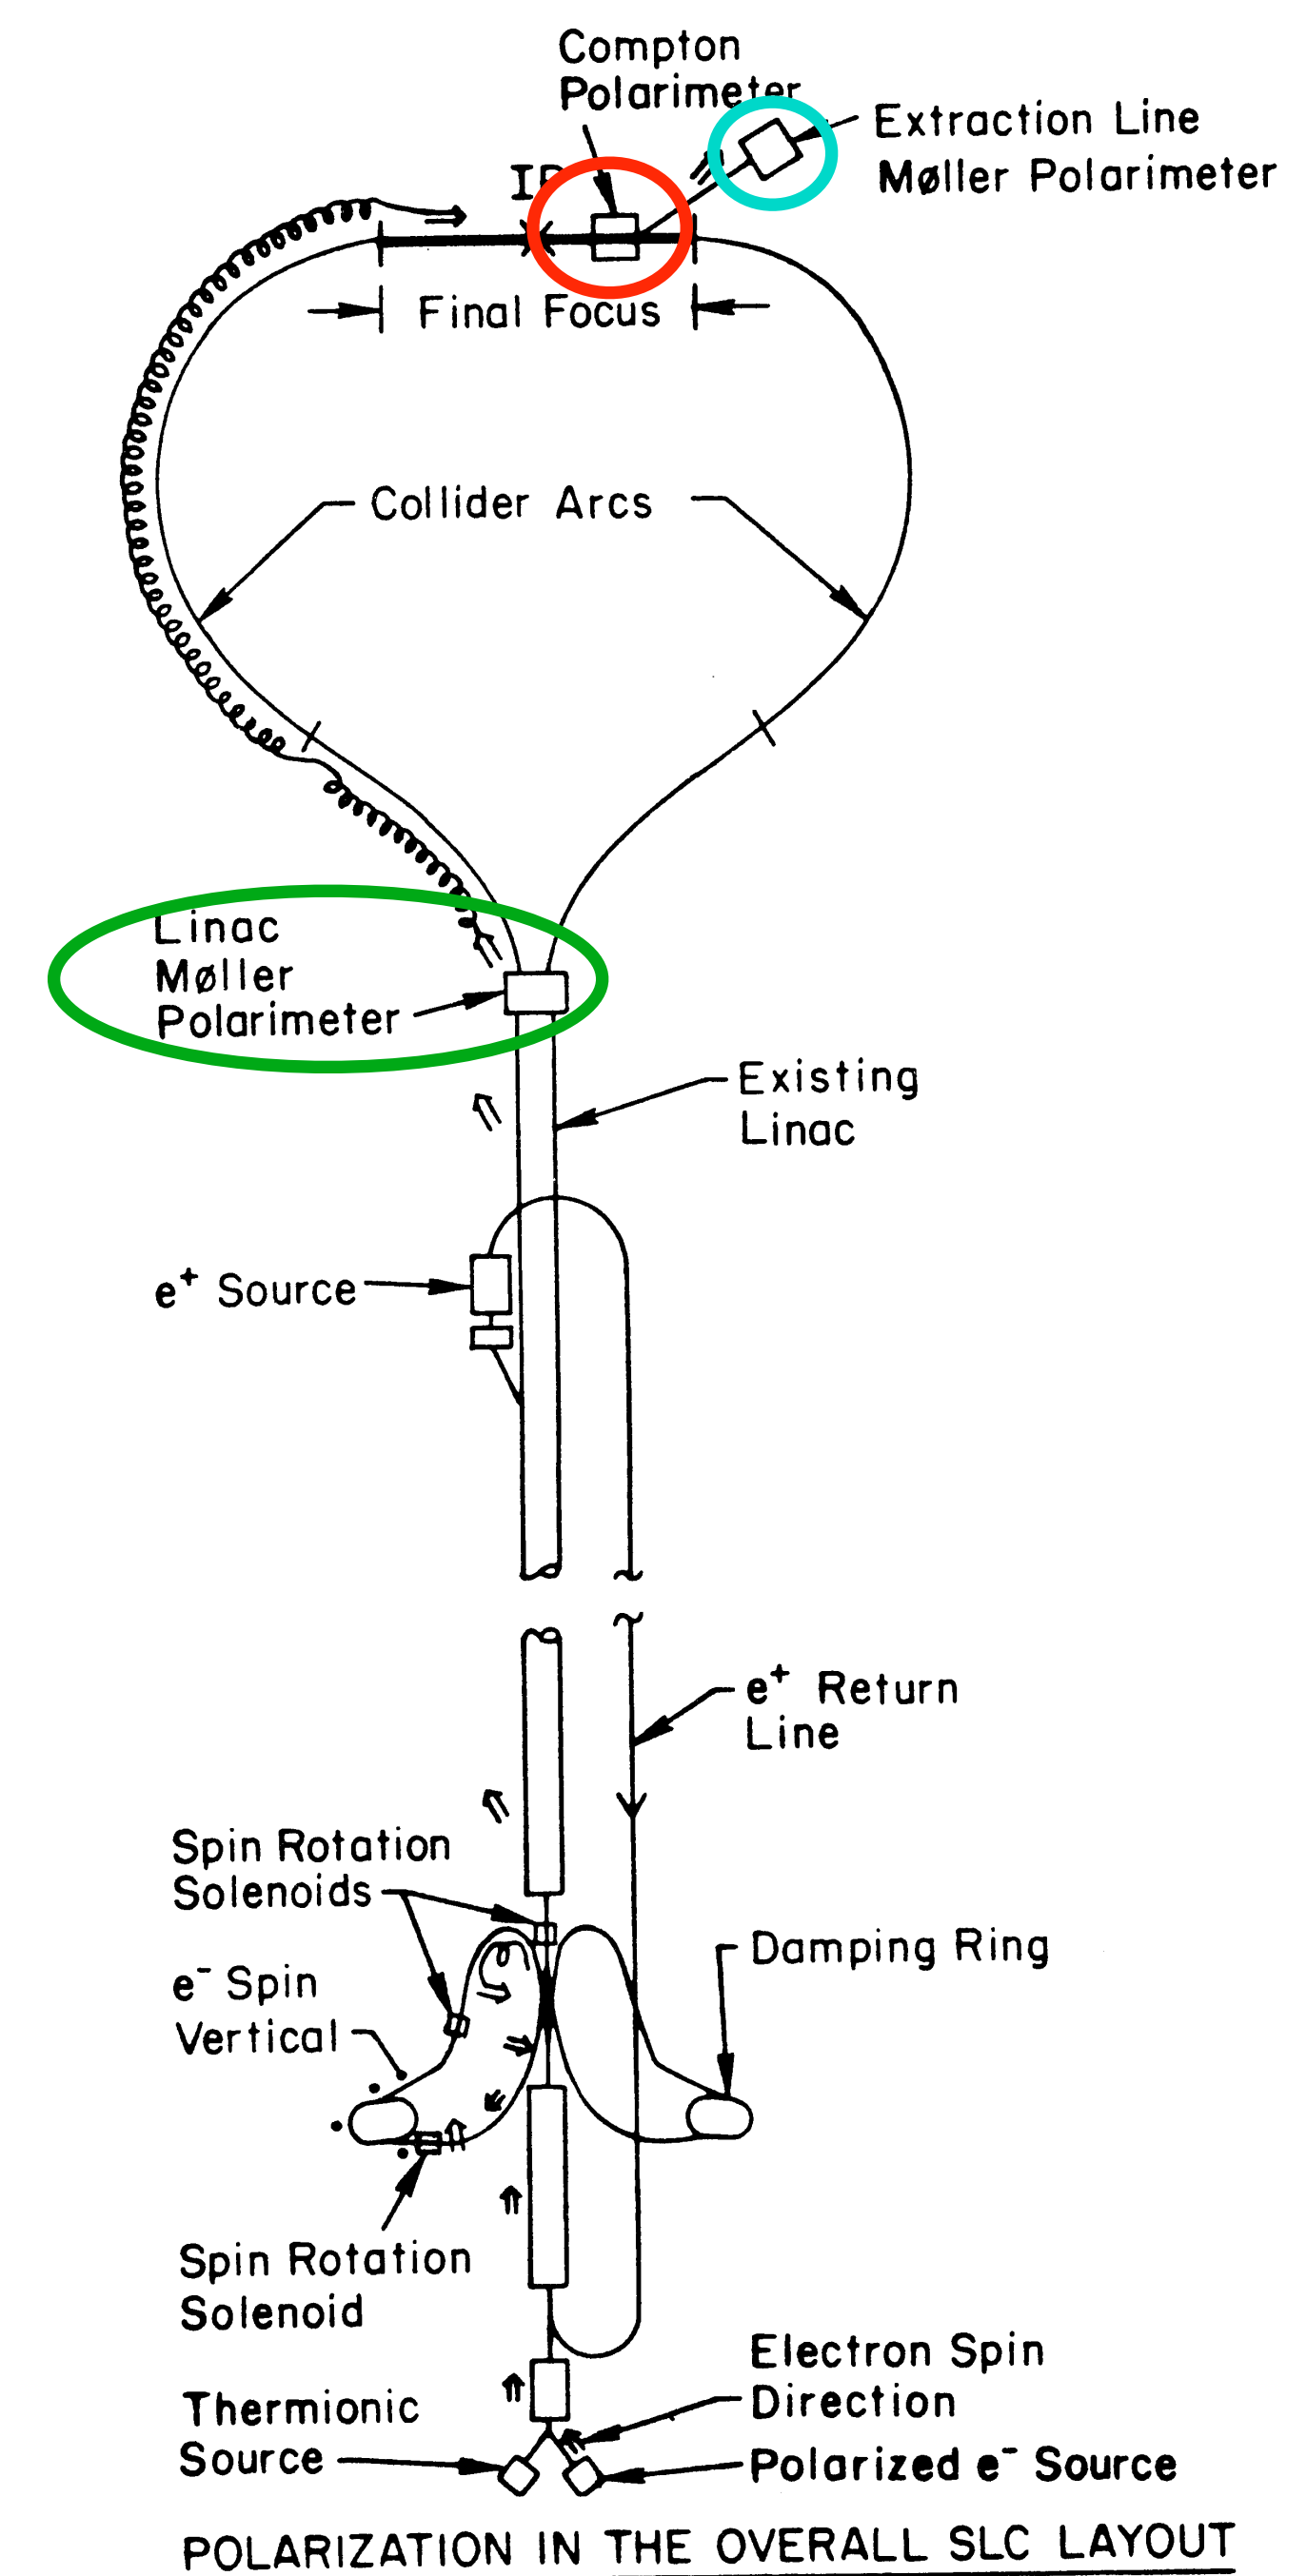 Compton
Polarimeter
Extraction Line
Møller Polarimeter
IP
Final Focus
Collider Arcs
Linac
Møller
Polarimeter
Existing
Linac
e⁺ Source
e⁺ Return
Line
Spin Rotation
Solenoids
Damping Ring
e⁻ Spin
Vertical
Spin Rotation
Solenoid
Electron Spin
Direction
Thermionic
Source
Polarized e⁻ Source
POLARIZATION IN THE OVERALL SLC LAYOUT